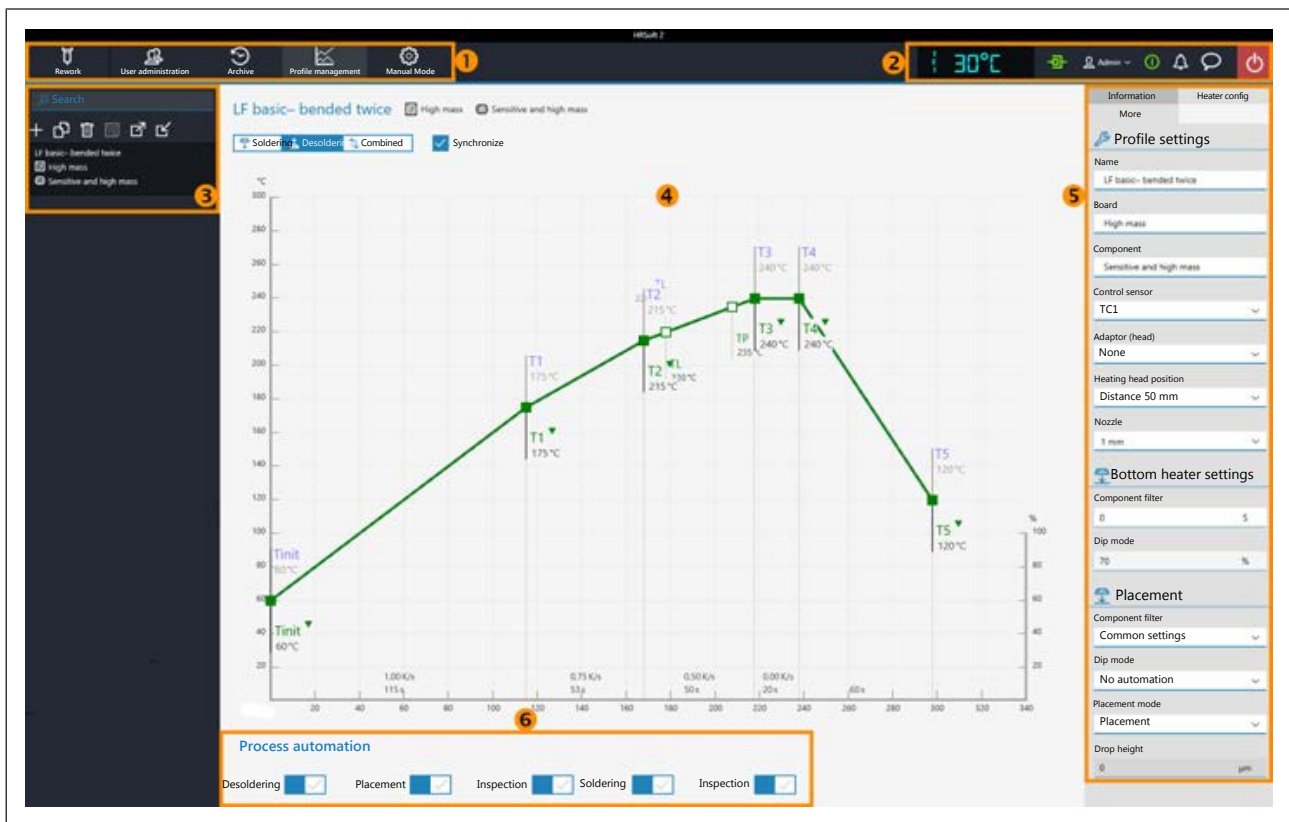 HRSoft 2
Rework
User administration
Archive
Profile management
Manual Mode
1
2
30°C
Admin
Search
LF basic– bended twice
High mass
Sensitive and high mass
3
LF basic– bended twice
High mass
Sensitive and high mass
Soldering
Desolderi
Combined
Synchronize
4
°C
300
280
260
240
220
200
180
160
140
120
100
80
60
40
20
Tinit
60°C
Tinit
60°C
T1
175°C
T1
175°C
T2
215°C
T2
215°C
TL
TP
235°C
T3
240°C
T3
240°C
T4
240°C
T4
240°C
T5
120°C
T5
120°C
%
100
80
60
40
20
1.00 K/s
115 s
0.75 K/s
53 s
0.50 K/s
50 s
0.00 K/s
20 s
60 s
20
40
60
80
100
120
140
160
180
200
220
240
260
280
300
320
340
5
Information
Heater config
More
Profile settings
Name
LF basic– bended twice
Board
High mass
Component
Sensitive and high mass
Control sensor
TC1
Adaptor (head)
None
Heating head position
Distance 50 mm
Nozzle
1 mm
Bottom heater settings
Component filter
0 S
Dip mode
70 %
Placement
Component filter
Common settings
Dip mode
No automation
Placement mode
Placement
Drop height
0 µm
6
Process automation
Desoldering
Placement
Inspection
Soldering
Inspection